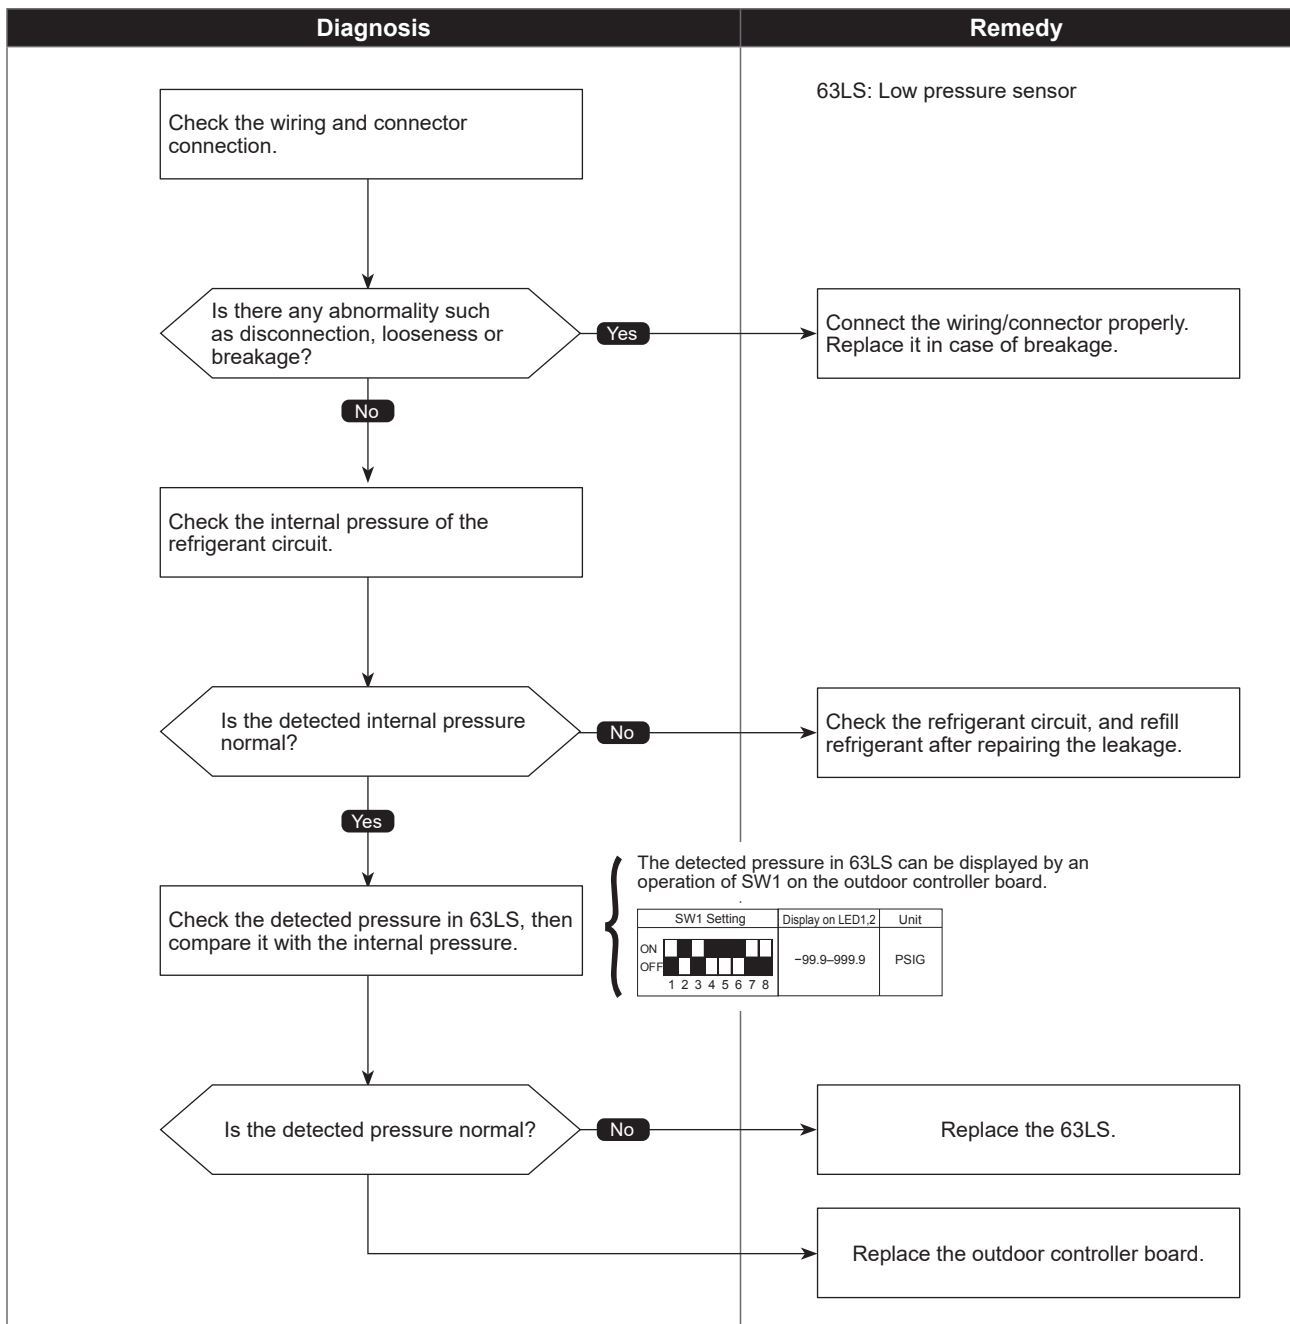 Diagnosis
Remedy
63LS: Low pressure sensor
Check the wiring and connector
connection.
Is there any abnormality such
as disconnection, looseness or
breakage?
Yes
Connect the wiring/connector properly.
Replace it in case of breakage.
No
Check the internal pressure of the
refrigerant circuit.
Is the detected internal pressure
normal?
No
Check the refrigerant circuit, and refill
refrigerant after repairing the leakage.
Yes
The detected pressure in 63LS can be displayed by an
operation of SW1 on the outdoor controller board.
Check the detected pressure in 63LS, then
compare it with the internal pressure.
SW1 Setting
Display on LED1,2
Unit
ON
OFF
1 2 3 4 5 6 7 8
−99.9–999.9
PSIG
Is the detected pressure normal?
No
Replace the 63LS.
Replace the outdoor controller board.